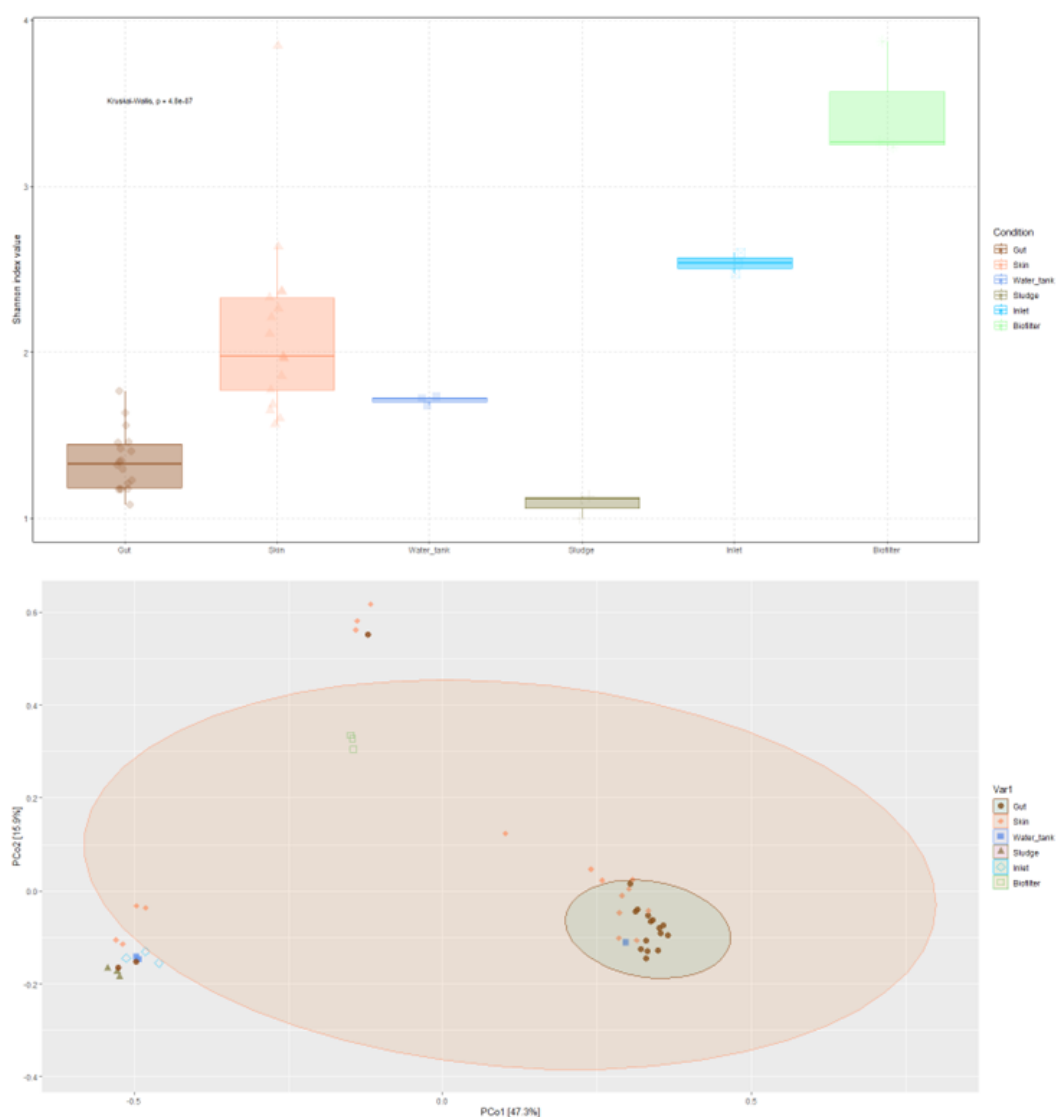 4
Kruskal-Wallis, p = 4.8e-07
3
2
1
Shannon index value
Gut
Skin
Water_tank
Sludge
Inlet
Biofilter
Condition
Gut
Skin
Water_tank
Sludge
Inlet
Biofilter
0.6
0.4
0.2
0.0
-0.2
-0.4
PCo2 [15.9%]
-0.5
0.0
0.5
PCo1 [47.3%]
Var1
Gut
Skin
Water_tank
Sludge
Inlet
Biofilter